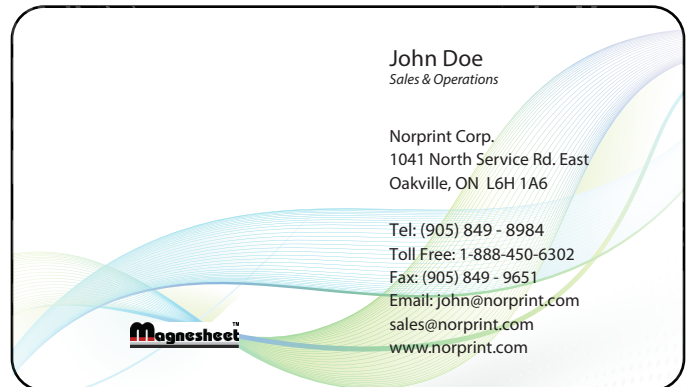 John Doe
Sales & Operations
Norprint Corp.
1041 North Service Rd. East
Oakville, ON  L6H 1A6
Tel: (905) 849 - 8984
Toll Free: 1-888-450-6302
Fax: (905) 849 - 9651
Email: john@norprint.com
sales@norprint.com
www.norprint.com
Magnesheet™